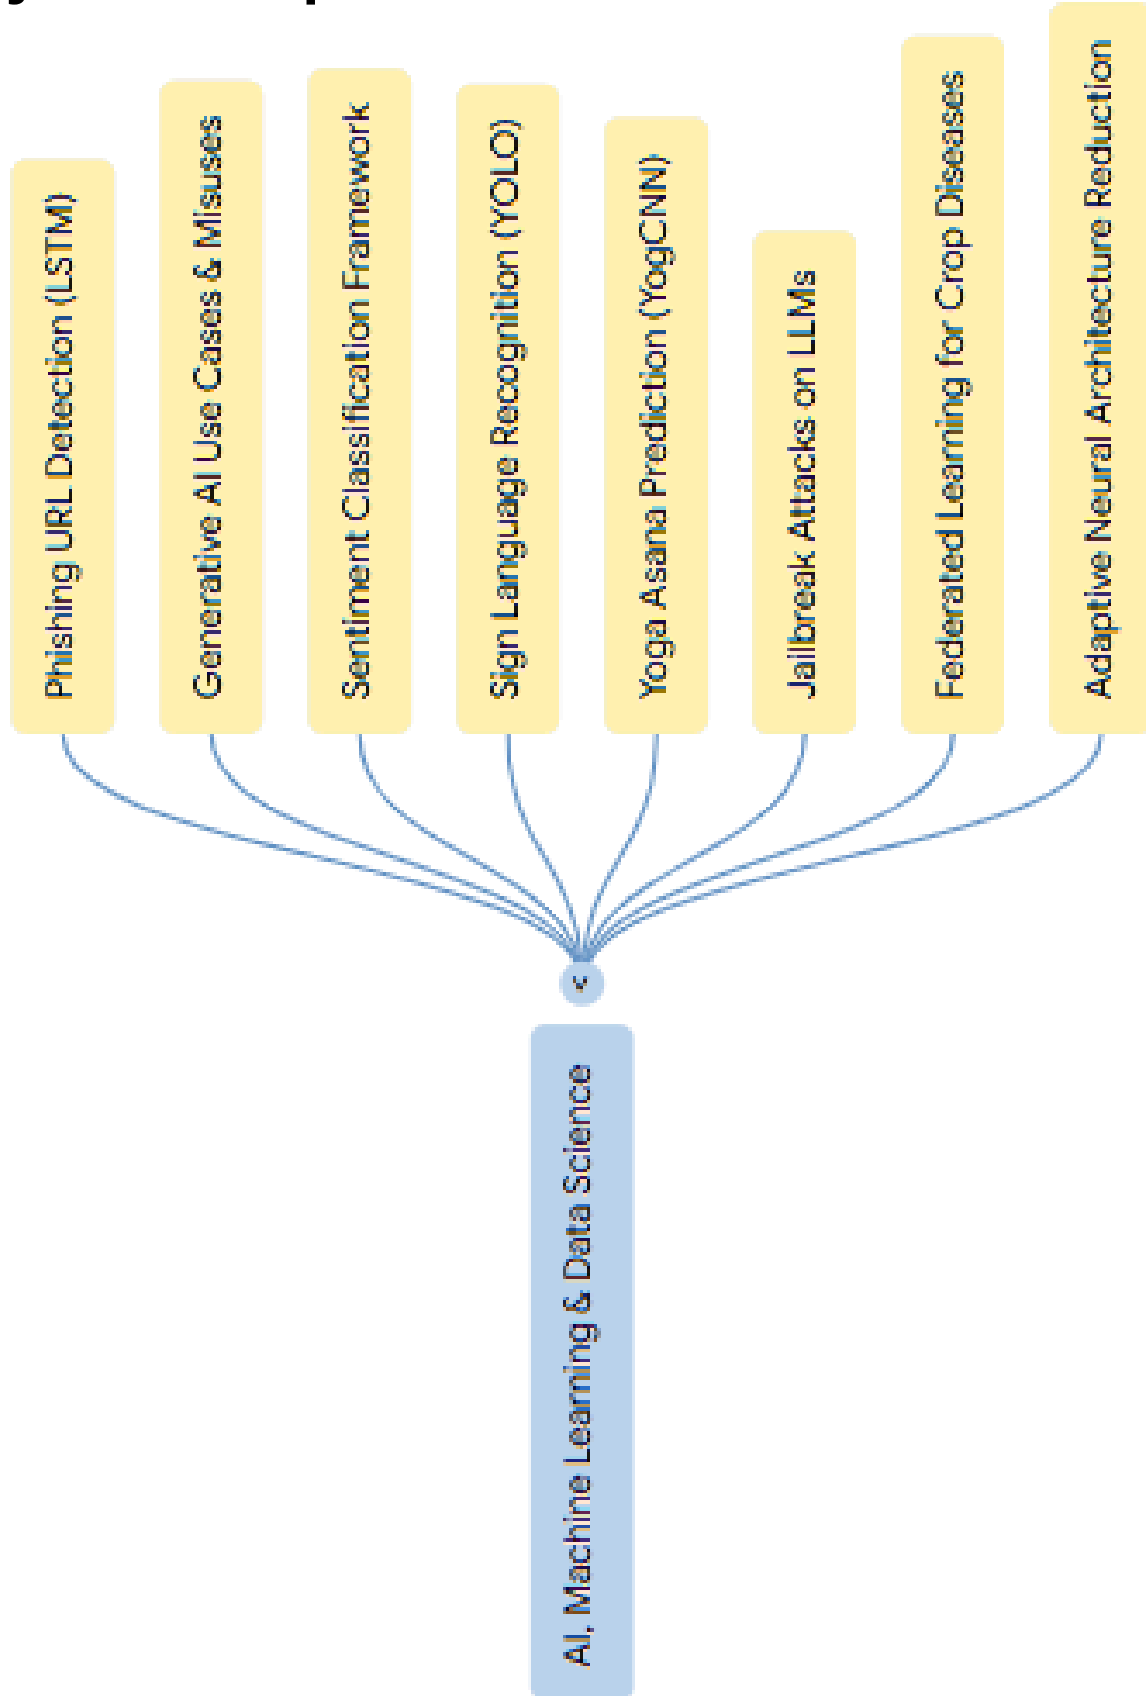 AI, Machine Learning & Data Science
Phishing URL Detection (LSTM)
Generative AI Use Cases & Misuses
Sentiment Classification Framework
Sign Language Recognition (YOLO)
Yoga Asana Prediction (YogCNN)
Jailbreak Attacks on LLMs
Federated Learning for Crop Diseases
Adaptive Neural Architecture Reduction